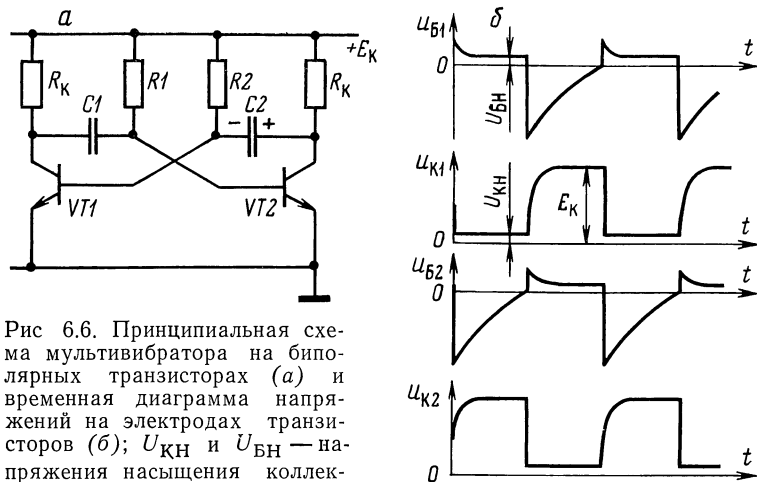 а
+Eк
Rк
R1
R2
Rк
C1
C2
− +
VT1
VT2
Рис 6.6. Принципиальная схе-
ма мультивибратора на бипо-
лярных транзисторах (а) и
временная диаграмма напря-
жений на электродах транзи-
сторов (б); UКН и UБН — на-
пряжения насыщения коллек-
б
uБ1
0
UБН
t
uК1
UКН
Eк
0
t
uБ2
0
t
uК2
0
t